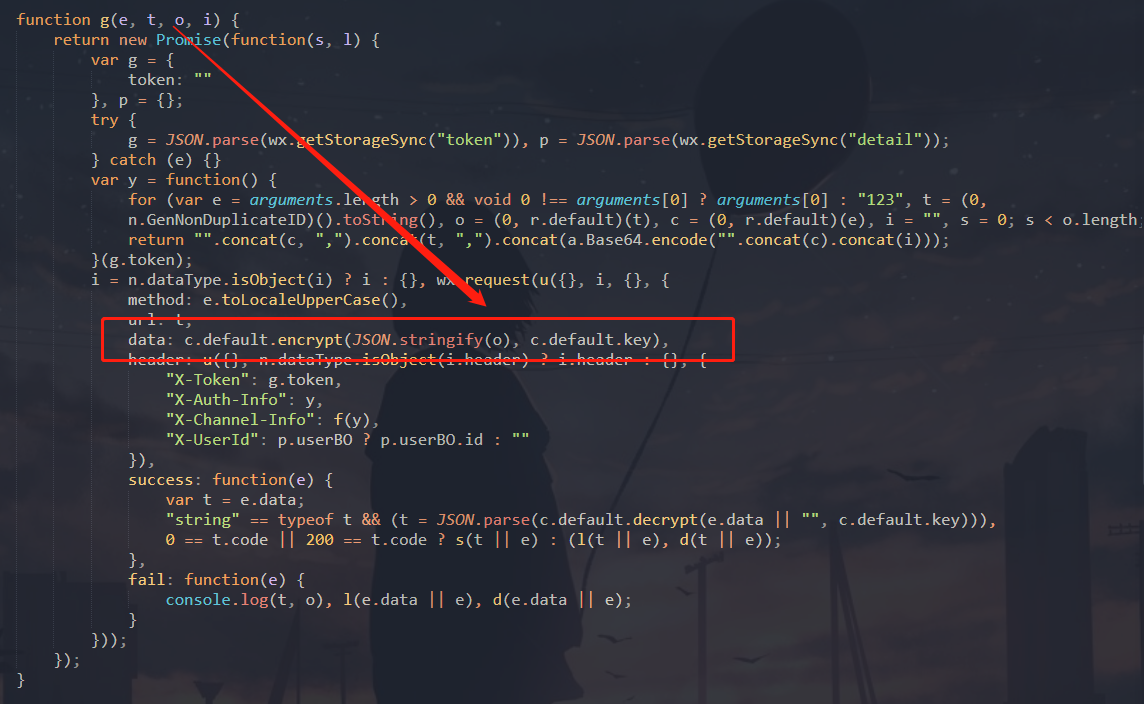 function g(e, t, o, i) {
return new Promise(function(s, l) {
var g = {
token: ""
}, p = {};
try {
g = JSON.parse(wx.getStorageSync("token")), p = JSON.parse(wx.getStorageSync("detail"));
} catch (e) {}
var y = function() {
for (var e = arguments.length > 0 && void 0 !== arguments[0] ? arguments[0] : "123", t = (0,
n.GenNonDuplicateID)().toString(), o = (0, r.default)(t), c = (0, r.default)(e), i = "", s = 0; s < o.length;
return "".concat(c, ",").concat(t, ",").concat(a.Base64.encode("".concat(c).concat(i)));
}(g.token);
i = n.dataType.isObject(i) ? i : {}, wx.request(u({}, i, {}, {
method: e.toLocaleUpperCase(),
url: t,
data: c.default.encrypt(JSON.stringify(o), c.default.key),
header: u({}, n.dataType.isObject(i.header) ? i.header : {}, {
"X-Token": g.token,
"X-Auth-Info": y,
"X-Channel-Info": f(y),
"X-UserId": p.userBO ? p.userBO.id : ""
}),
success: function(e) {
var t = e.data;
"string" == typeof t && (t = JSON.parse(c.default.decrypt(e.data || "", c.default.key))),
0 == t.code || 200 == t.code ? s(t || e) : (l(t || e), d(t || e));
},
fail: function(e) {
console.log(t, o), l(e.data || e), d(e.data || e);
}
}));
});
}